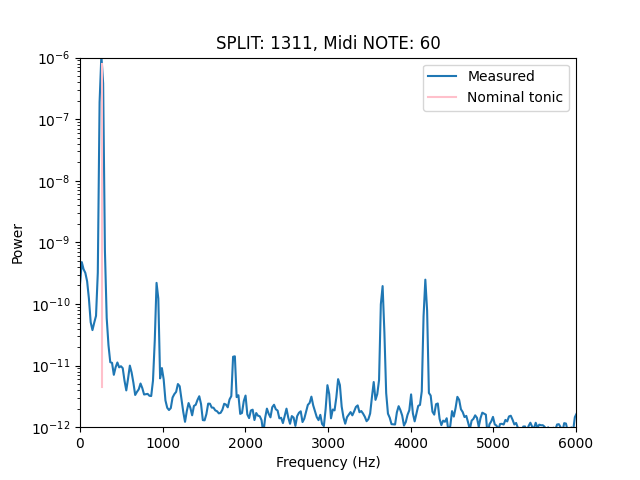 SPLIT: 1311, Midi NOTE: 60
Measured
Nominal tonic
Power
10⁻⁶
10⁻⁷
10⁻⁸
10⁻⁹
10⁻¹⁰
10⁻¹¹
10⁻¹²
0 1000 2000 3000 4000 5000 6000
Frequency (Hz)